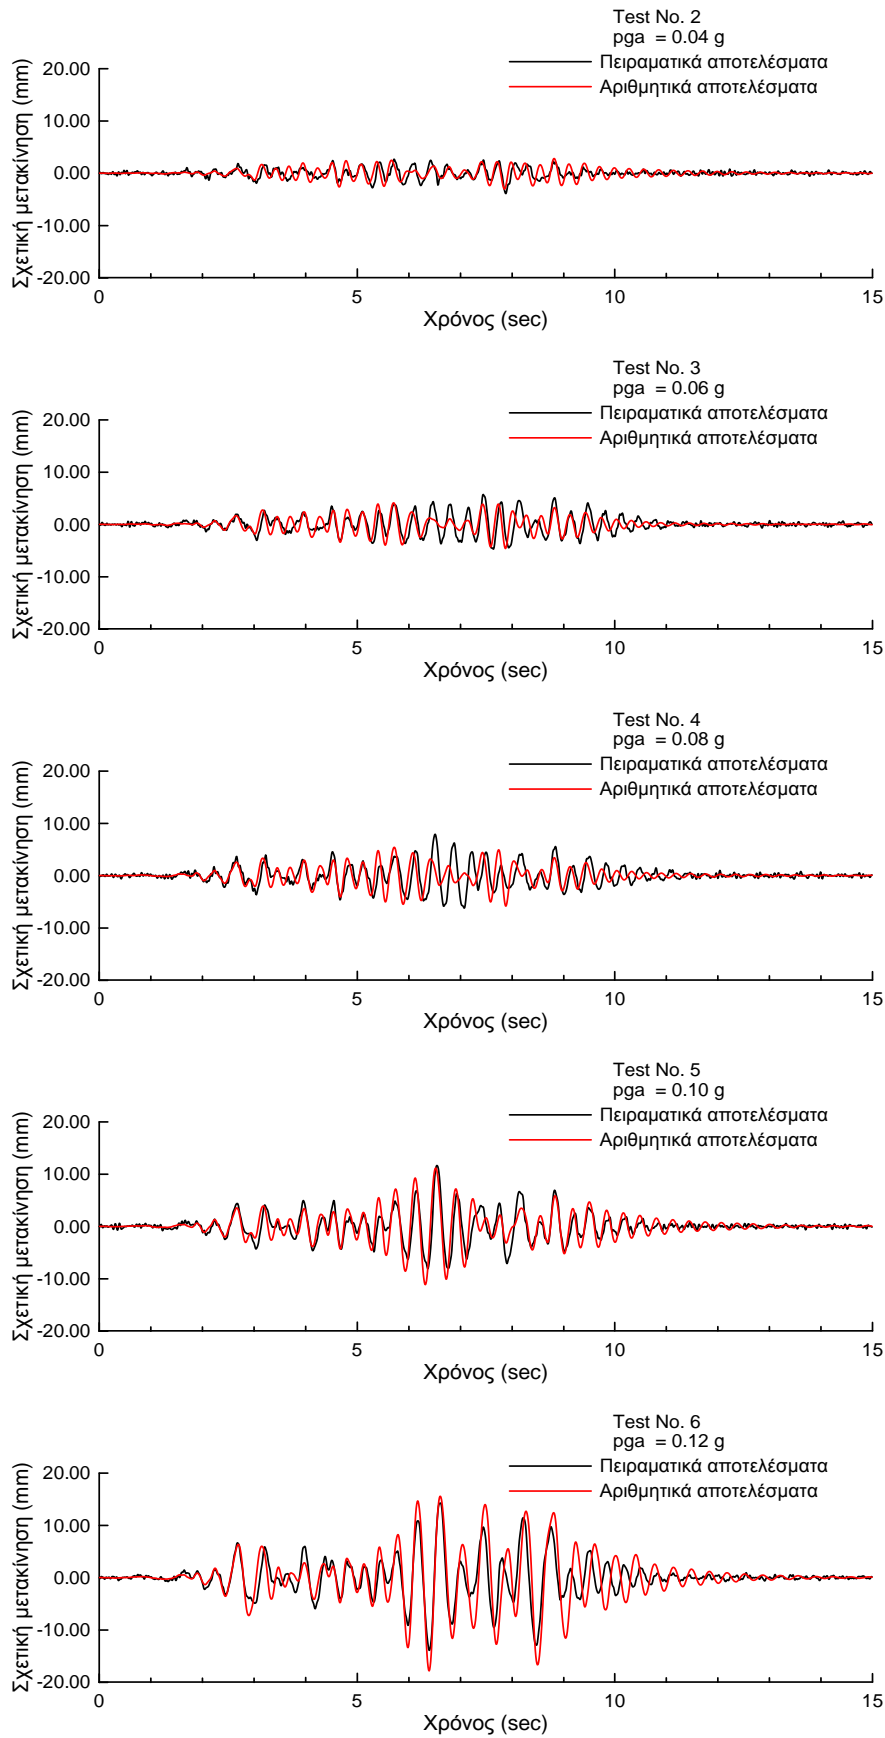 Test No. 2
pga = 0.04 g
Πειραματικά αποτελέσματα
Αριθμητικά αποτελέσματα
Σχετική μετακίνηση (mm)
20.00
10.00
0.00
-10.00
-20.00
0 5 10 15
Χρόνος (sec)
Test No. 3
pga = 0.06 g
Πειραματικά αποτελέσματα
Αριθμητικά αποτελέσματα
Σχετική μετακίνηση (mm)
20.00
10.00
0.00
-10.00
-20.00
0 5 10 15
Χρόνος (sec)
Test No. 4
pga = 0.08 g
Πειραματικά αποτελέσματα
Αριθμητικά αποτελέσματα
Σχετική μετακίνηση (mm)
20.00
10.00
0.00
-10.00
-20.00
0 5 10 15
Χρόνος (sec)
Test No. 5
pga = 0.10 g
Πειραματικά αποτελέσματα
Αριθμητικά αποτελέσματα
Σχετική μετακίνηση (mm)
20.00
10.00
0.00
-10.00
-20.00
0 5 10 15
Χρόνος (sec)
Test No. 6
pga = 0.12 g
Πειραματικά αποτελέσματα
Αριθμητικά αποτελέσματα
Σχετική μετακίνηση (mm)
20.00
10.00
0.00
-10.00
-20.00
0 5 10 15
Χρόνος (sec)